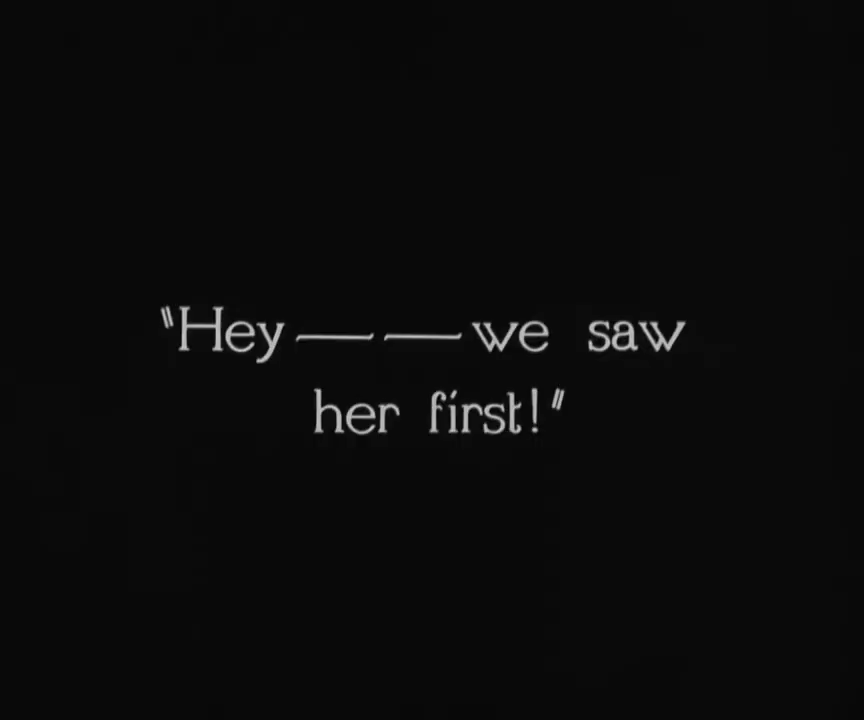 "Hey — — we saw
her first!"